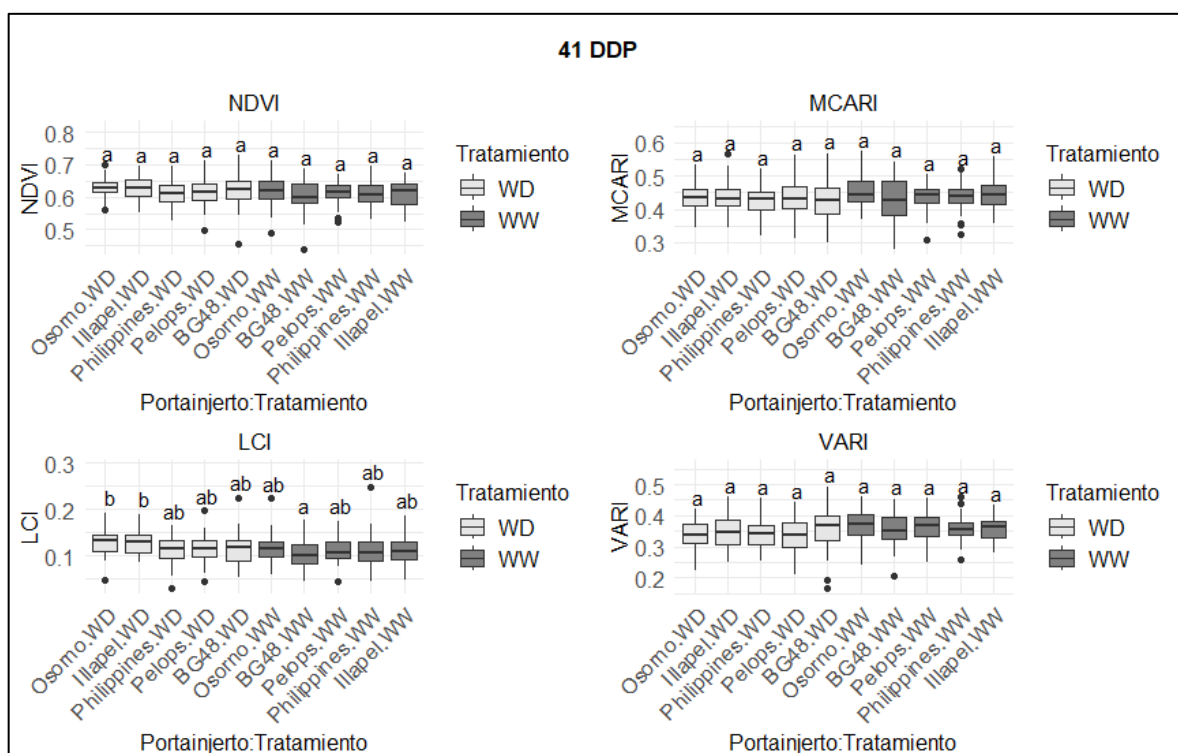 41 DDP
NDVI
0.8
0.7
0.6
0.5
NDVI
a a a a a a a a a a
Osorno.WD
Illapel.WD
Philippines.WD
Pelops.WD
BG48.WD
Osorno.WW
BG48.WW
Pelops.WW
Philippines.WW
Illapel.WW
Portainjerto:Tratamiento
Tratamiento
WD
WW
MCARI
0.6
0.5
0.4
0.3
MCARI
a a a a a a a a a a
Osorno.WD
Illapel.WD
Philippines.WD
Pelops.WD
BG48.WD
Osorno.WW
BG48.WW
Pelops.WW
Philippines.WW
Illapel.WW
Portainjerto:Tratamiento
Tratamiento
WD
WW
LCI
0.3
0.2
0.1
LCI
b b ab ab ab ab a ab ab ab
Osorno.WD
Illapel.WD
Philippines.WD
Pelops.WD
BG48.WD
Osorno.WW
BG48.WW
Pelops.WW
Philippines.WW
Illapel.WW
Portainjerto:Tratamiento
Tratamiento
WD
WW
VARI
0.5
0.4
0.3
0.2
VARI
a a a a a a a a a a
Osorno.WD
Illapel.WD
Philippines.WD
Pelops.WD
BG48.WD
Osorno.WW
BG48.WW
Pelops.WW
Philippines.WW
Illapel.WW
Portainjerto:Tratamiento
Tratamiento
WD
WW